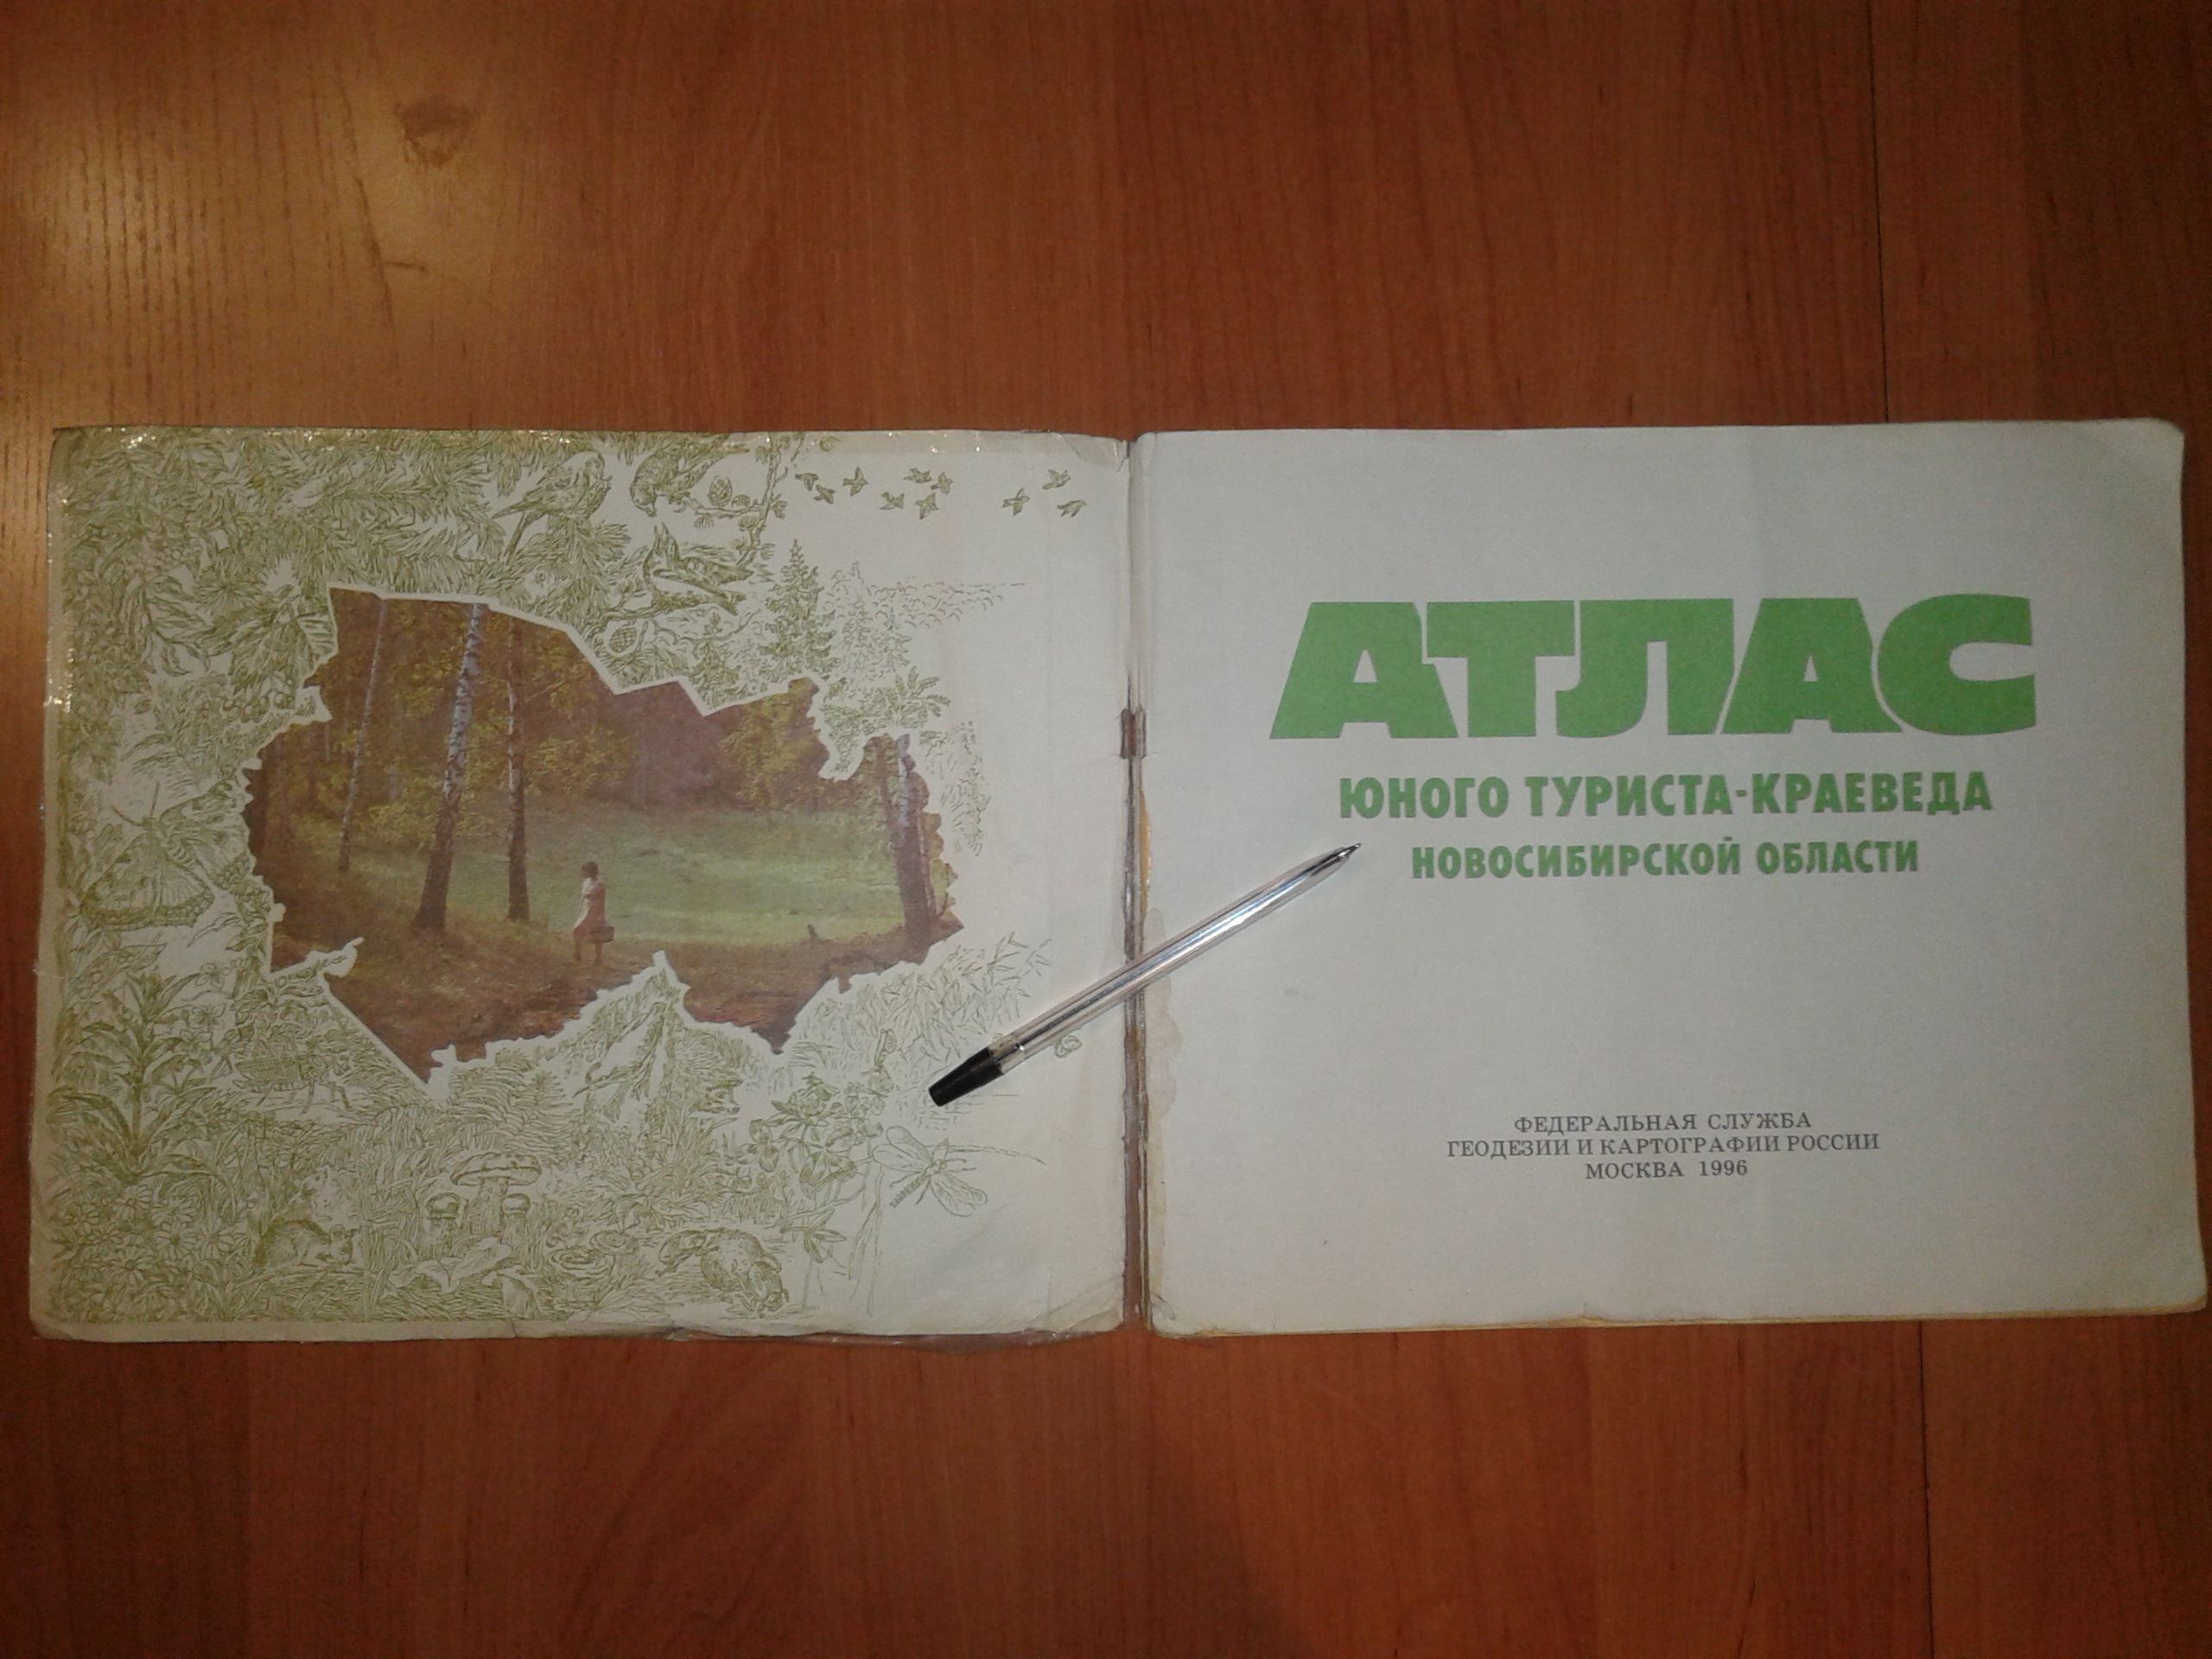 АТЛАС
ЮНОГО ТУРИСТА-КРАЕВЕДА
НОВОСИБИРСКОЙ ОБЛАСТИ
ФЕДЕРАЛЬНАЯ СЛУЖБА
ГЕОДЕЗИИ И КАРТОГРАФИИ РОССИИ
МОСКВА 1996